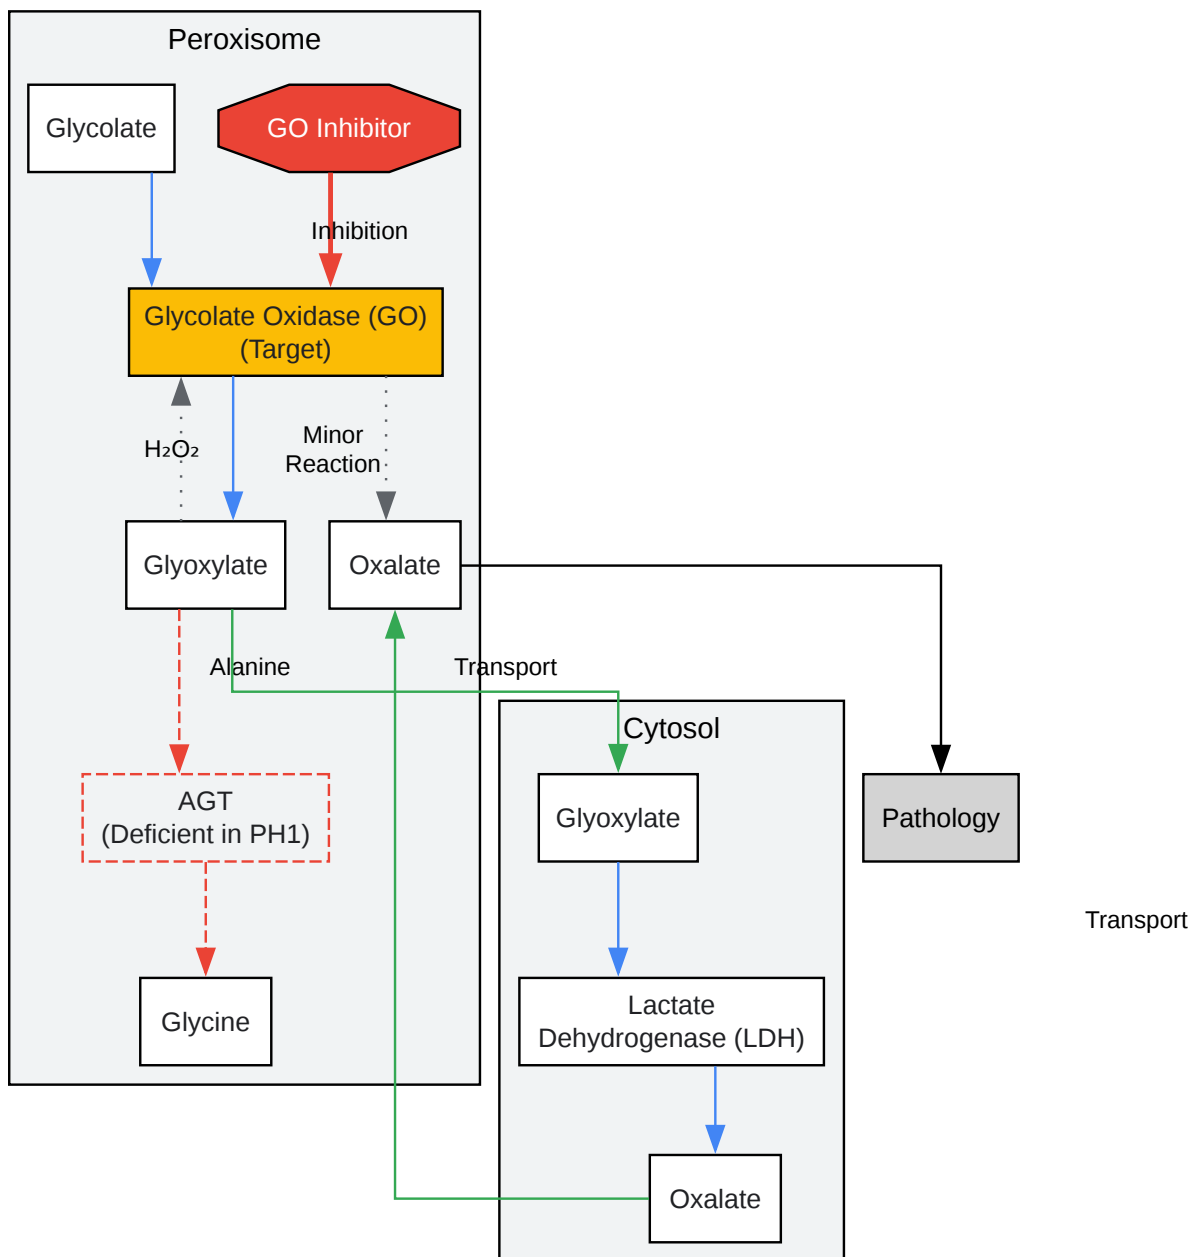 Peroxisome
Glycolate
GO Inhibitor
Inhibition
Glycolate Oxidase (GO)
(Target)
H₂O₂
Minor
Reaction
Glyoxylate
Oxalate
Alanine
Transport
Cytosol
AGT
(Deficient in PH1)
Glyoxylate
Pathology
Transport
Glycine
Lactate
Dehydrogenase (LDH)
Oxalate